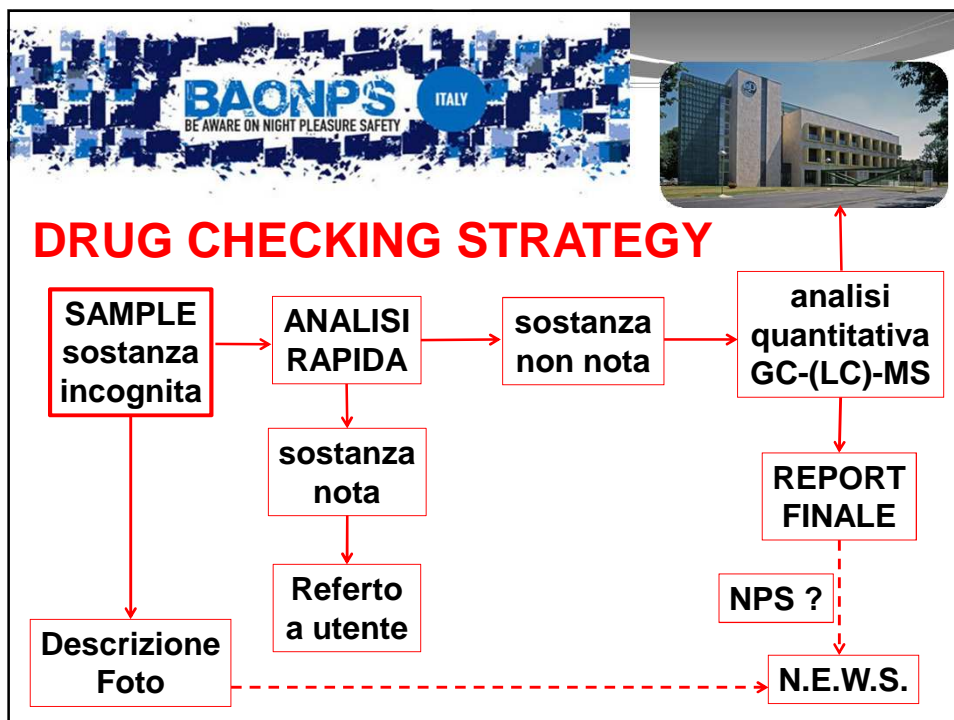 BAONPS
BE AWARE ON NIGHT PLEASURE SAFETY
ITALY
DRUG CHECKING STRATEGY
SAMPLE
sostanza
incognita
ANALISI
RAPIDA
sostanza
non nota
analisi
quantitativa
GC-(LC)-MS
sostanza
nota
REPORT
FINALE
Referto
a utente
NPS ?
Descrizione
Foto
N.E.W.S.